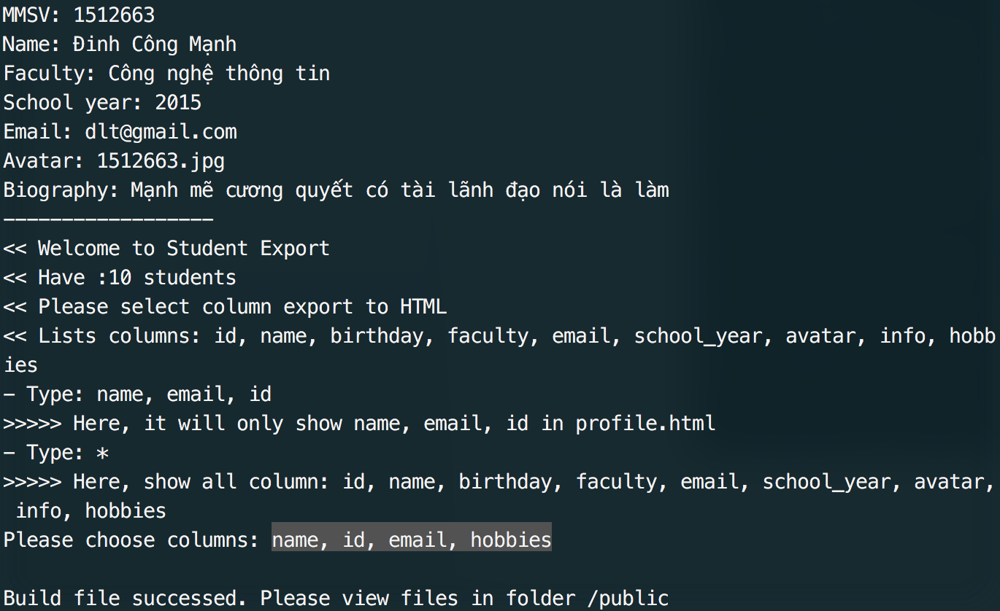 MMSV: 1512663
Name: Đinh Công Mạnh
Faculty: Công nghệ thông tin
School year: 2015
Email: dlt@gmail.com
Avatar: 1512663.jpg
Biography: Mạnh mẽ cương quyết có tài lãnh đạo nói là làm
------------------
<< Welcome to Student Export
<< Have :10 students
<< Please select column export to HTML
<< Lists columns: id, name, birthday, faculty, email, school_year, avatar, info, hobb
ies
- Type: name, email, id
>>>>> Here, it will only show name, email, id in profile.html
- Type: *
>>>>> Here, show all column: id, name, birthday, faculty, email, school_year, avatar,
 info, hobbies
Please choose columns: name, id, email, hobbies
Build file successed. Please view files in folder /public